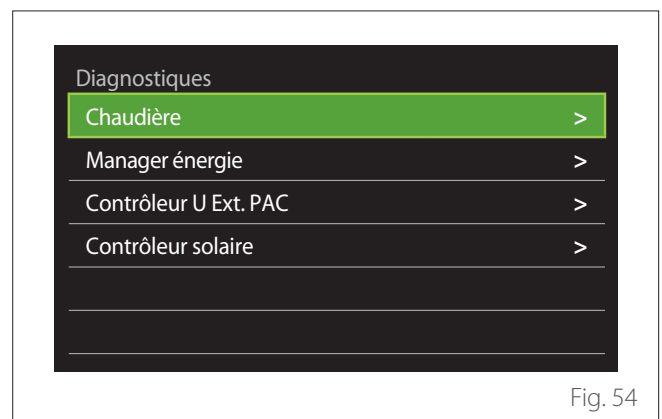 Diagnostiques
Chaudière >
Manager énergie >
Contrôleur U Ext. PAC >
Contrôleur solaire >
Fig. 54